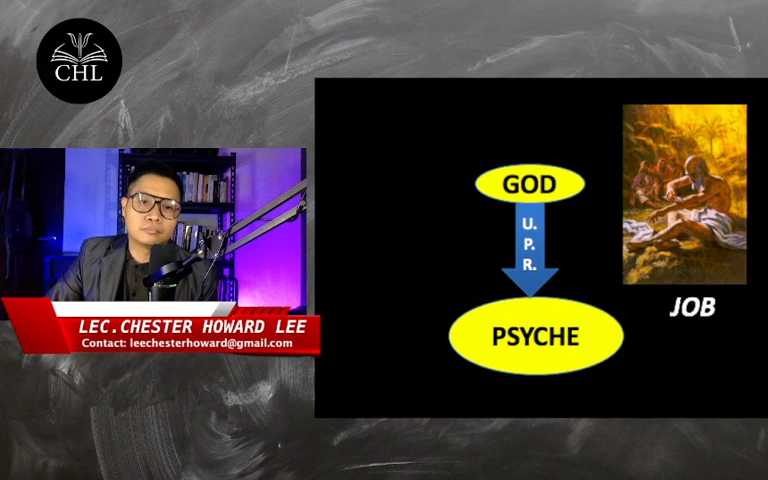 CHL
LEC.CHESTER HOWARD LEE
Contact: leechesterhoward@gmail.com
GOD
U.
P.
R.
PSYCHE
JOB